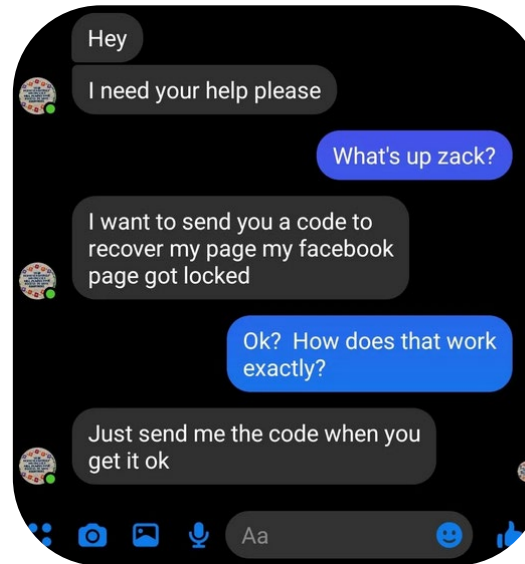 Hey
I need your help please
What's up zack?
I want to send you a code to
recover my page my facebook
page got locked
Ok? How does that work
exactly?
Just send me the code when you
get it ok
Aa